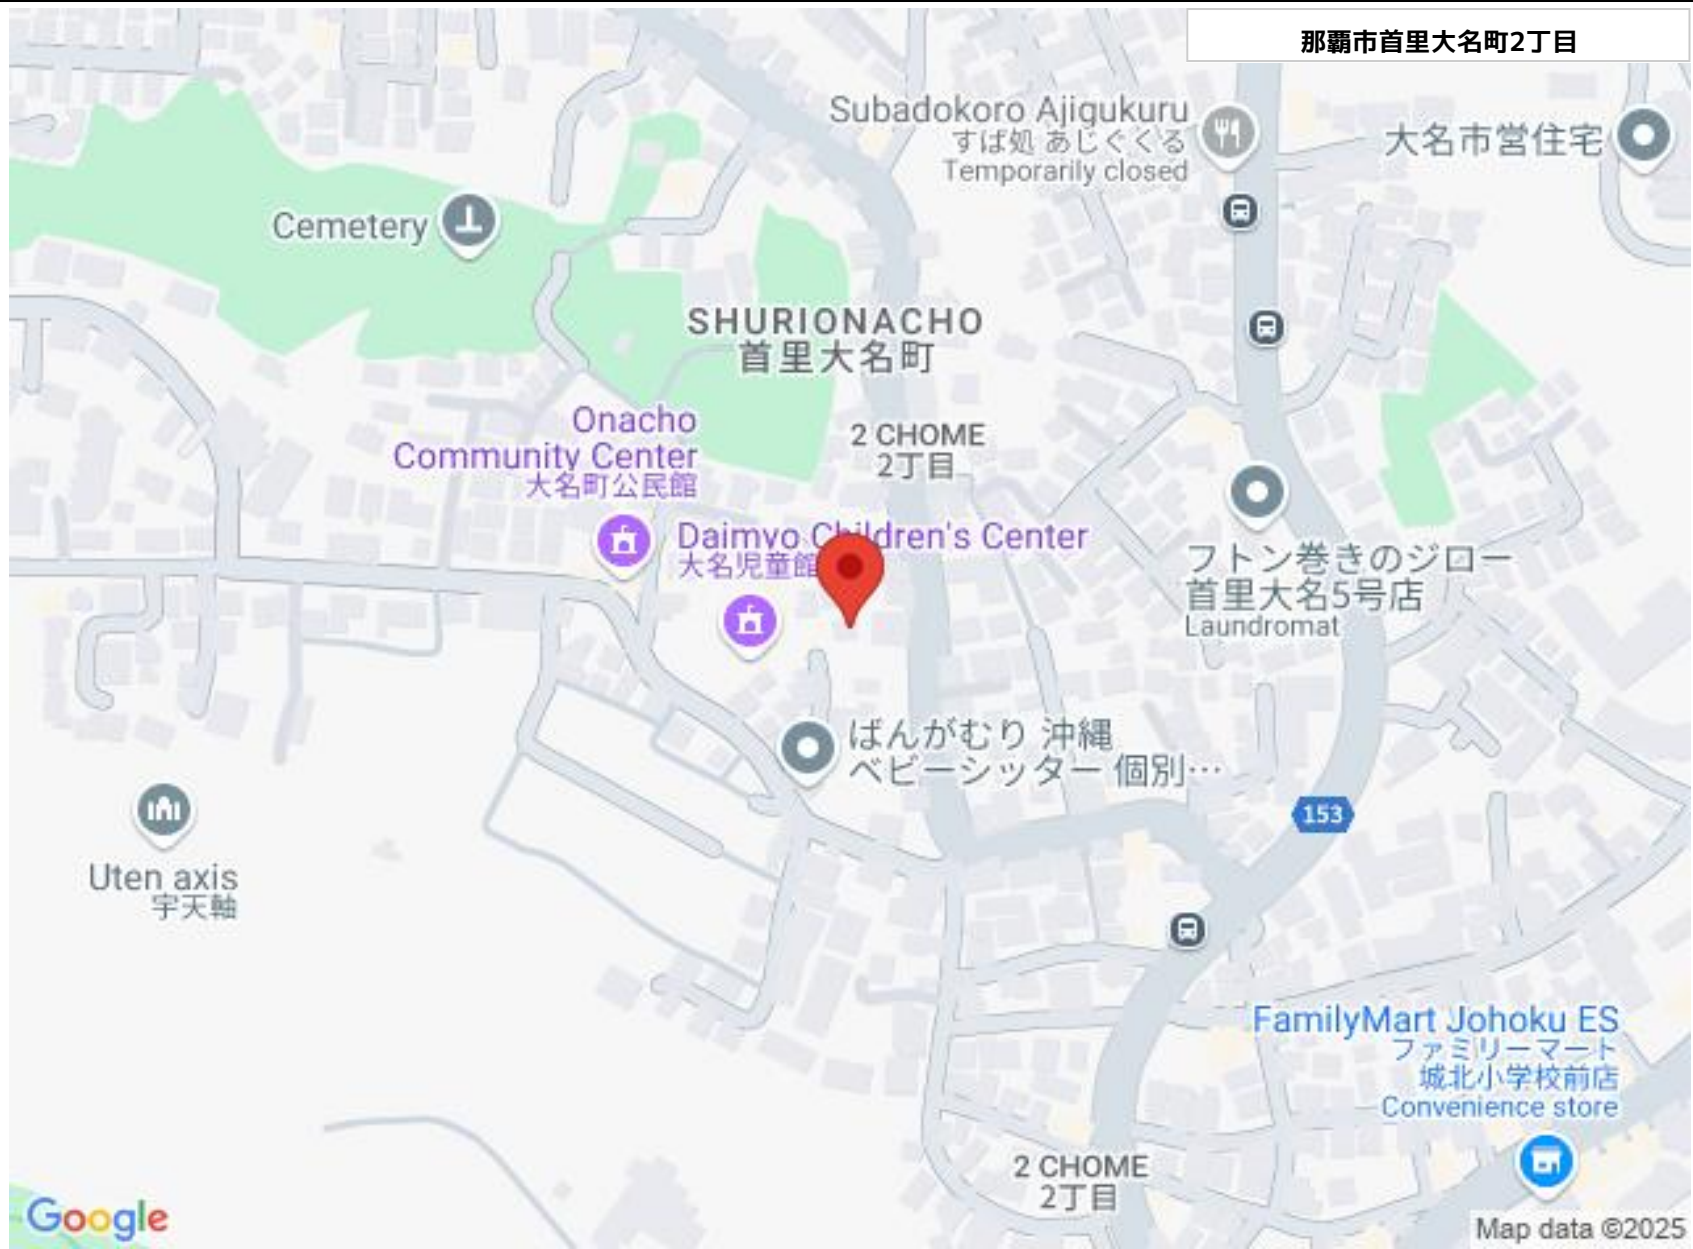 那覇市首里大名町2丁目
Subadokoro Ajigukuru
すば処 あじぐくる
Temporarily closed
大名市営住宅
Cemetery
SHURIONACHO
首里大名町
Onacho
Community Center
大名町公民館
2 CHOME
2丁目
Daimyo Children's Center
大名児童館
フトン巻きのジロー
首里大名5号店
Laundromat
ばんがむり 沖縄
ベビーシッター 個別…
153
Uten axis
宇天軸
FamilyMart Johoku ES
ファミリーマート
城北小学校前店
Convenience store
2 CHOME
2丁目
Google
Map data ©2025